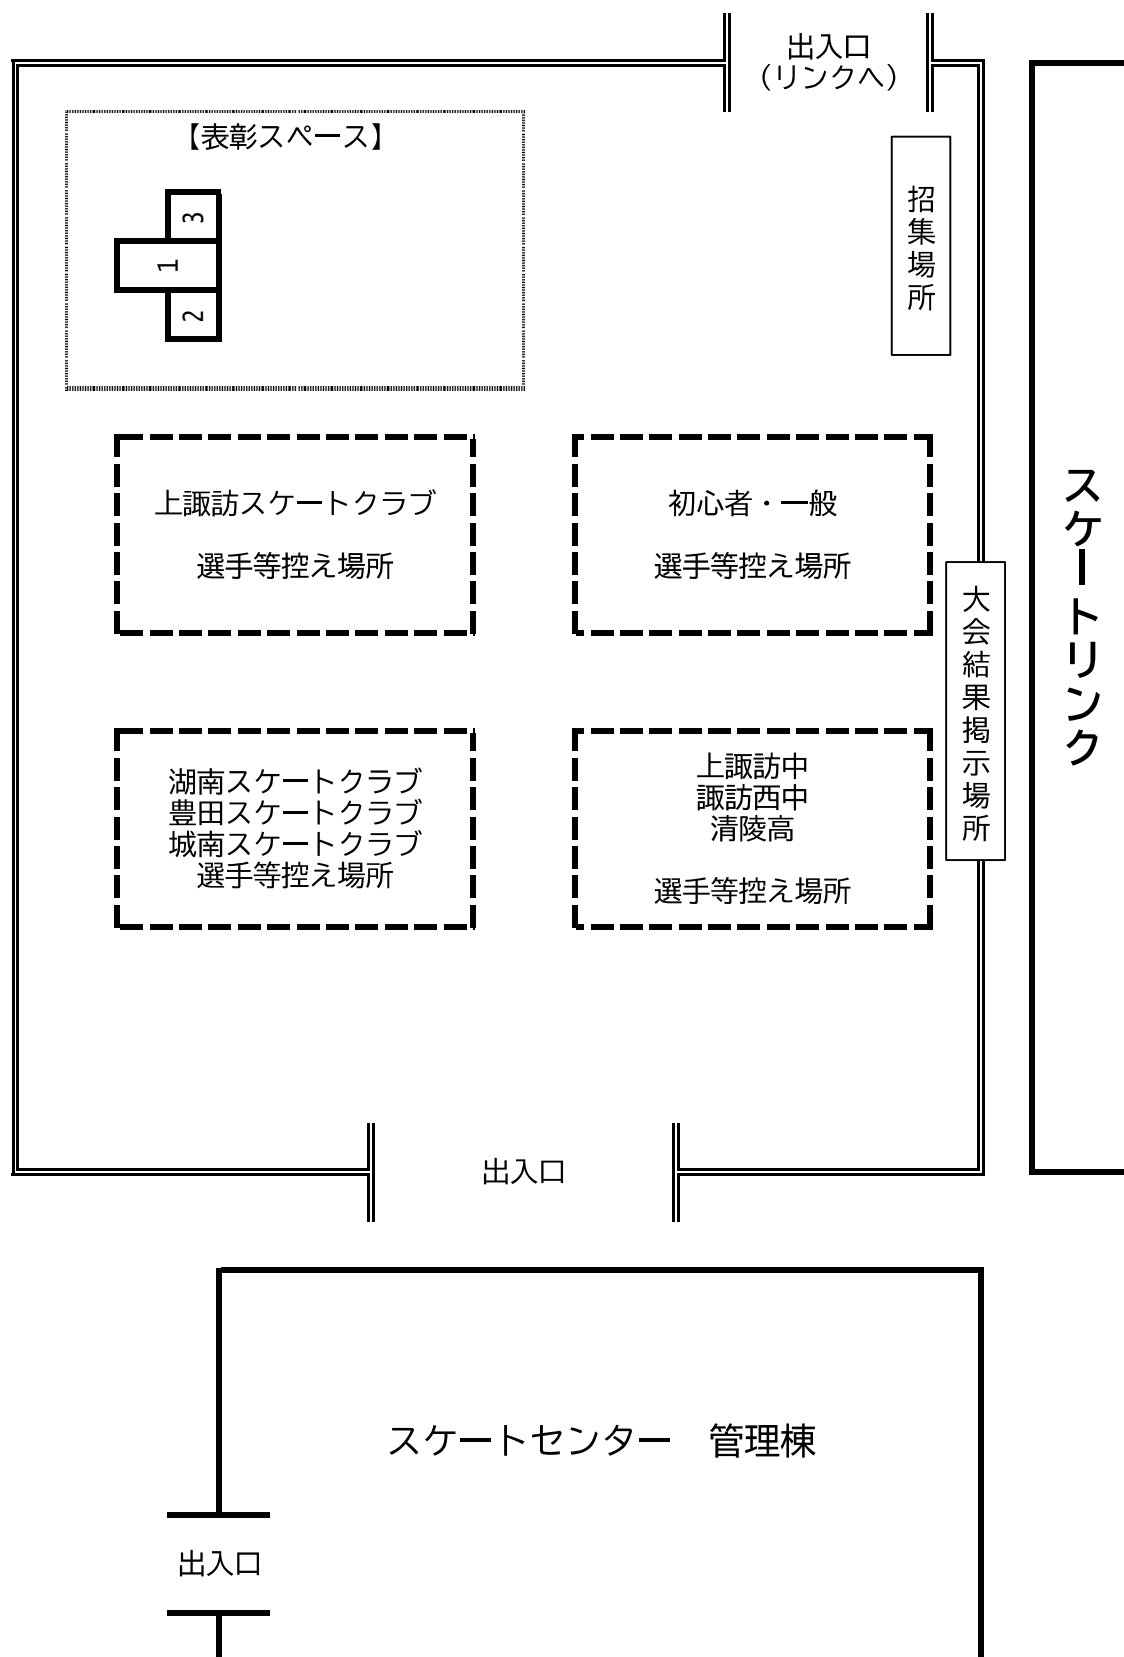 出入口
（リンクへ）
【表彰スペース】
3
1
2
招集場所
上諏訪スケートクラブ
選手等控え場所
初心者・一般
選手等控え場所
大会結果掲示場所
スケートリンク
湖南スケートクラブ
豊田スケートクラブ
城南スケートクラブ
選手等控え場所
上諏訪中
諏訪西中
清陵高
選手等控え場所
出入口
スケートセンター　管理棟
出入口